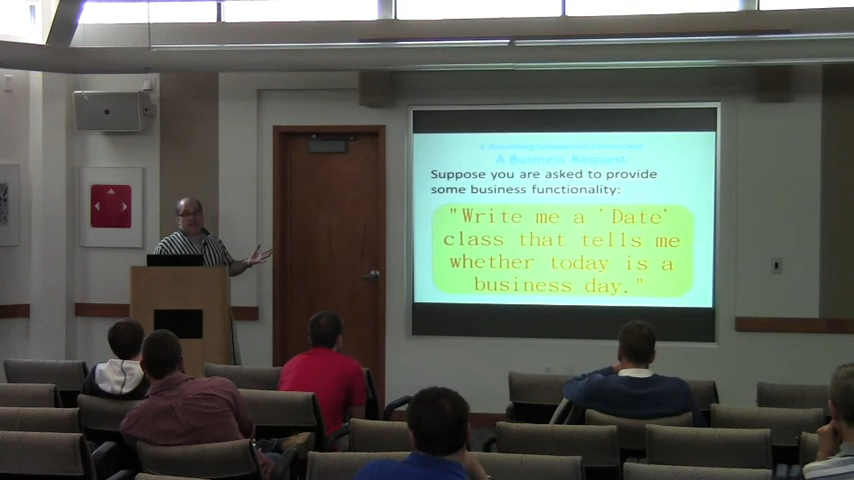 A Business Request
Suppose you are asked to provide
some business functionality:
"Write me a 'Date'
class that tells me
whether today is a
business day."